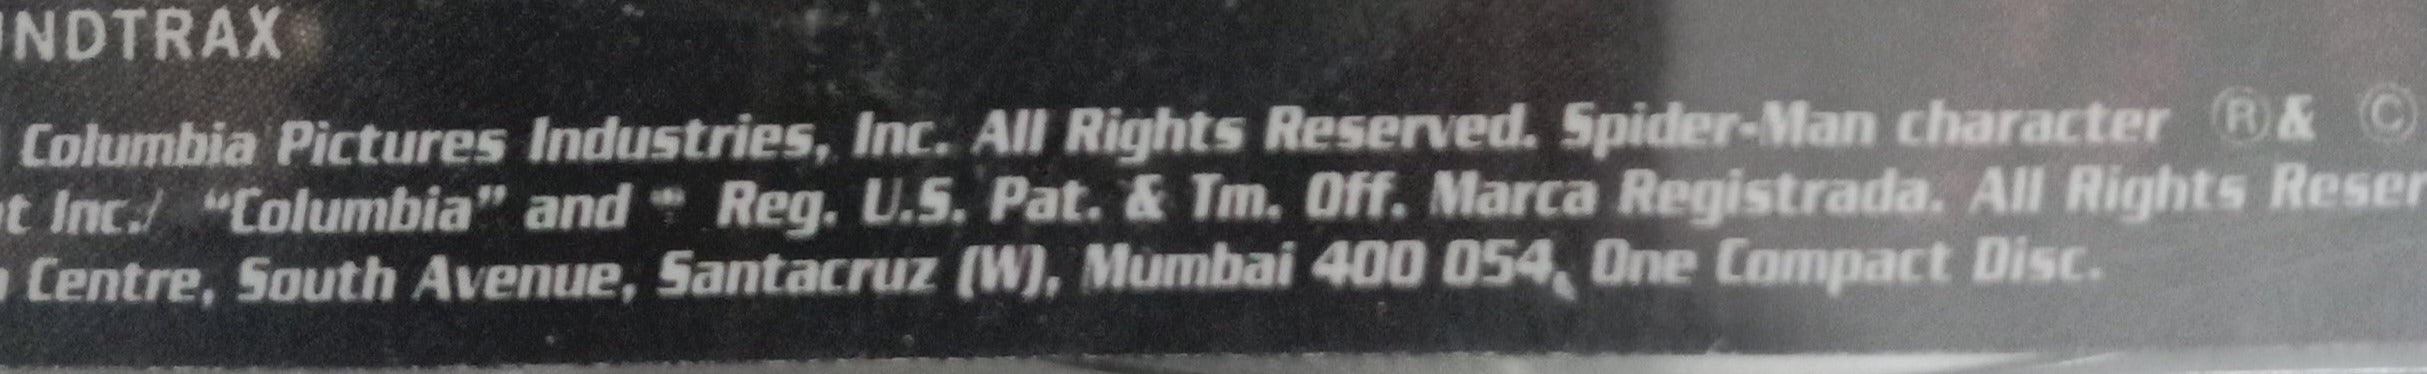 UNDTRAX
Columbia Pictures Industries, Inc. All Rights Reserved. Spider-Man character ® & ©
t Inc./ "Columbia" and Reg. U.S. Pat. & Tm. Off. Marca Registrada. All Rights Reser
Centre, South Avenue, Santacruz (W), Mumbai 400 054, One Compact Disc.